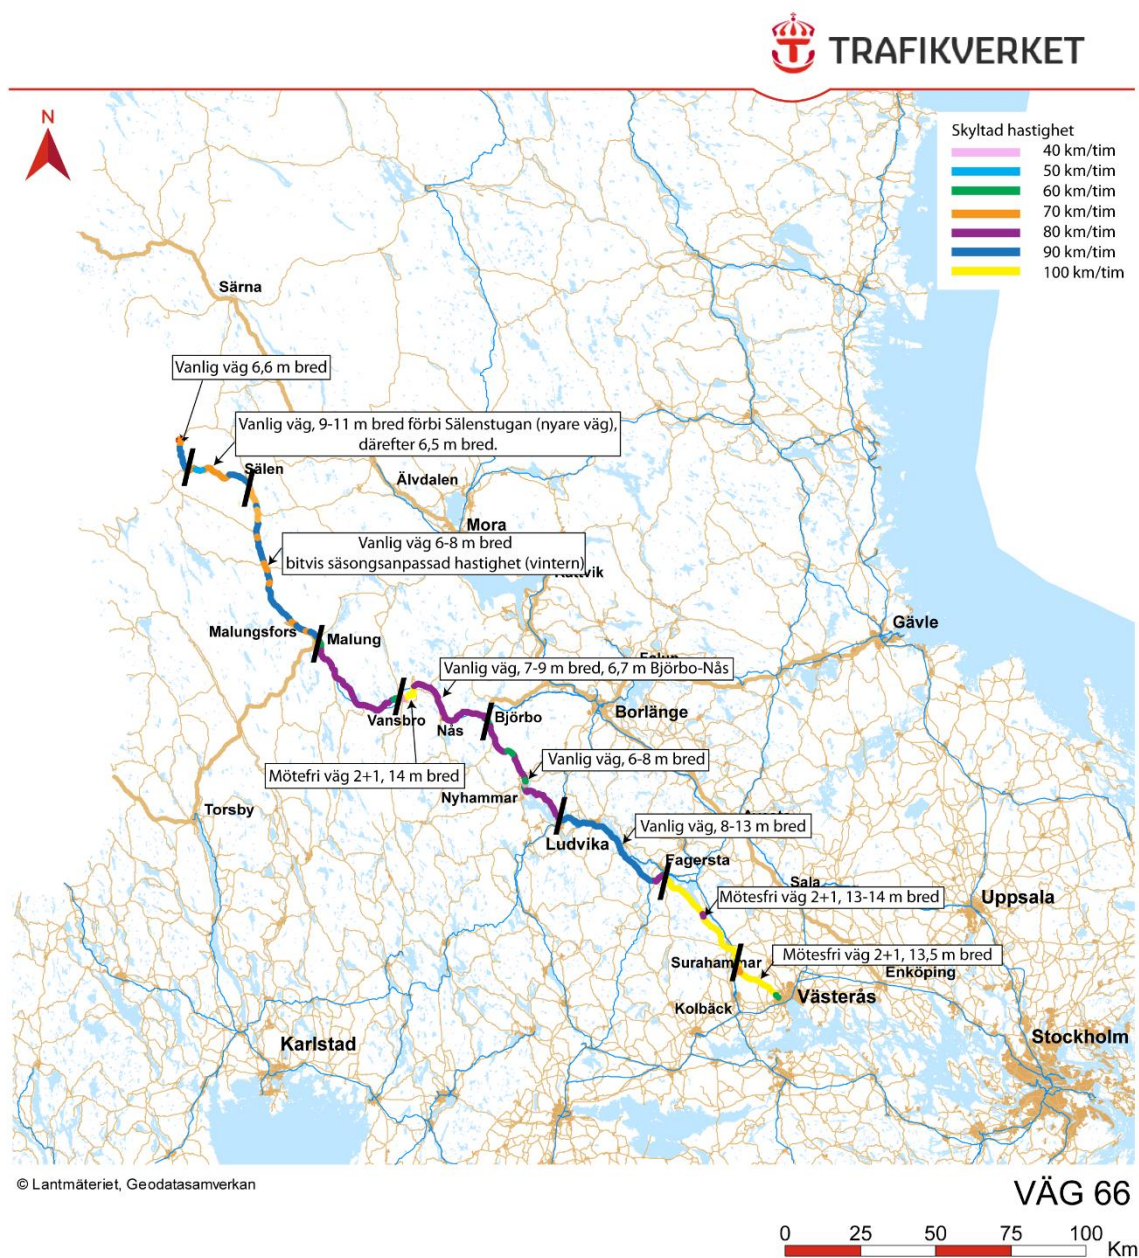 TRAFIKVERKET
N
Skyltad hastighet
40 km/tim
50 km/tim
60 km/tim
70 km/tim
80 km/tim
90 km/tim
100 km/tim
Särna
Vanlig väg 6,6 m bred
Vanlig väg, 9-11 m bred förbi Sälenstugan (nyare väg),
därefter 6,5 m bred.
Sälen
Älvdalen
Mora
Vanlig väg 6-8 m bred
bitvis säsongsanpassad hastighet (vintern)
Rättvik
Gävle
Malungsfors
Malung
Falun
Vanlig väg, 7-9 m bred, 6,7 m Björbo-Nås
Vansbro
Nås
Björbo
Borlänge
Mötefri väg 2+1, 14 m bred
Vanlig väg, 6-8 m bred
Nyhammar
Torsby
Vanlig väg, 8-13 m bred
Ludvika
Fagersta
Sala
Mötesfri väg 2+1, 13-14 m bred
Uppsala
Surahammar
Mötesfri väg 2+1, 13,5 m bred
Enköping
Kolbäck
Västerås
Karlstad
Stockholm
© Lantmäteriet, Geodatasamverkan
VÄG 66
0 25 50 75 100
Km